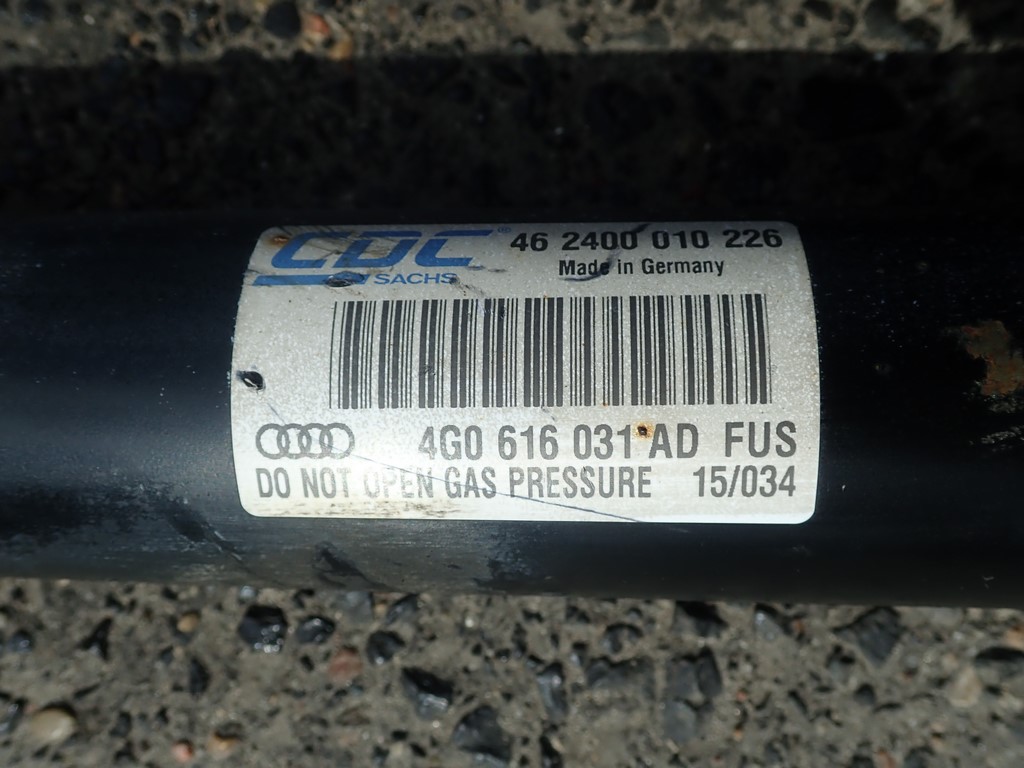 CDC® 46 2400 010 226
SACHS Made in Germany
4G0 616 031 AD FUS
DO NOT OPEN GAS PRESSURE 15/034